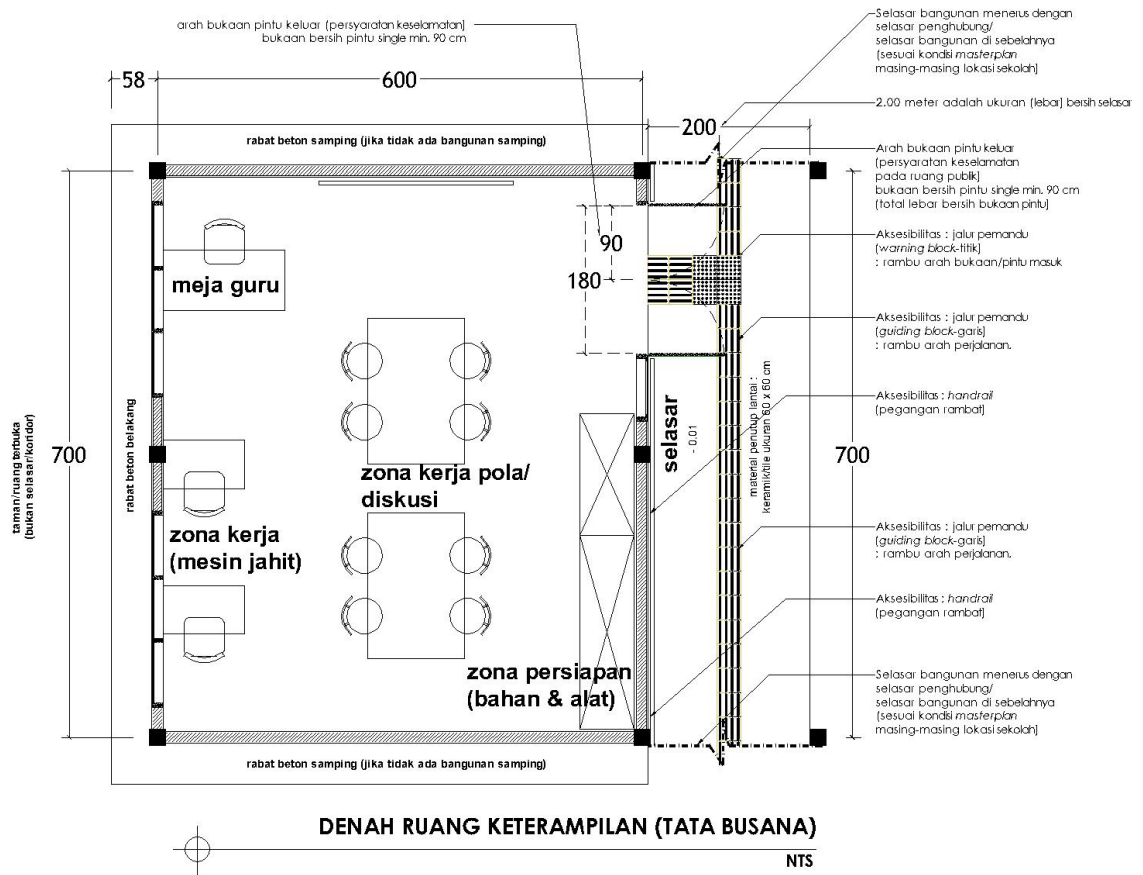 arah bukaan pintu keluar (persyaratan keselamatan)
bukaan bersih pintu single min. 90 cm
58
600
200
rabat beton samping (jika tidak ada bangunan samping)
90
180
meja guru
700
taman/ruang terbuka
(bukan selasar/koridor)
rabat beton belakang
zona kerja pola/
diskusi
zona kerja
(mesin jahit)
zona persiapan
(bahan & alat)
selasar
- 0.01
material penutup lantai :
keramik/tile ukuran 60 x 60 cm
700
rabat beton samping (jika tidak ada bangunan samping)
Selasar bangunan menerus dengan
selasar penghubung/
selasar bangunan di sebelahnya
(sesuai kondisi masterplan
masing-masing lokasi sekolah)
2.00 meter adalah ukuran (lebar) bersih selasar
Arah bukaan pintu keluar
(persyaratan keselamatan
pada ruang publik)
bukaan bersih pintu single min. 90 cm
(total lebar bersih bukaan pintu)
Aksesibilitas : jalur pemandu
(warning block-titik)
: rambu arah bukaan/pintu masuk
Aksesibilitas : jalur pemandu
(guiding block-garis)
: rambu arah perjalanan.
Aksesibilitas : handrail
(pegangan rambat)
Aksesibilitas : jalur pemandu
(guiding block-garis)
: rambu arah perjalanan.
Aksesibilitas : handrail
(pegangan rambat)
Selasar bangunan menerus dengan
selasar penghubung/
selasar bangunan di sebelahnya
(sesuai kondisi masterplan
masing-masing lokasi sekolah)
DENAH RUANG KETERAMPILAN (TATA BUSANA)
NTS